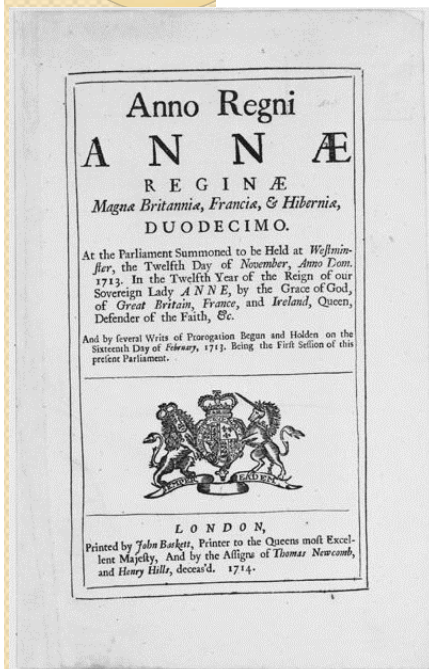 Anno Regni
ANNÆ
REGINÆ
Magnæ Britanniæ, Franciæ, & Hiberniæ,
DUODECIMO.
At the Parliament Summoned to be Held at Weſtmin-
ſter, the Twelfth Day of November, Anno Dom.
1713. In the Twelfth Year of the Reign of our
Sovereign Lady ANNE, by the Grace of God,
of Great Britain, France, and Ireland, Queen,
Defender of the Faith, &c.
And by ſeveral Writs of Prorogation Begun and Holden on the
Sixteenth Day of February, 1713. Being the Firſt Seſſion of this
preſent Parliament.
SEMPER EADEM
LONDON,
Printed by John Baskett, Printer to the Queens moſt Excel-
lent Majeſty, And by the Aſſigns of Thomas Newcomb,
and Henry Hills, deceas'd. 1714.